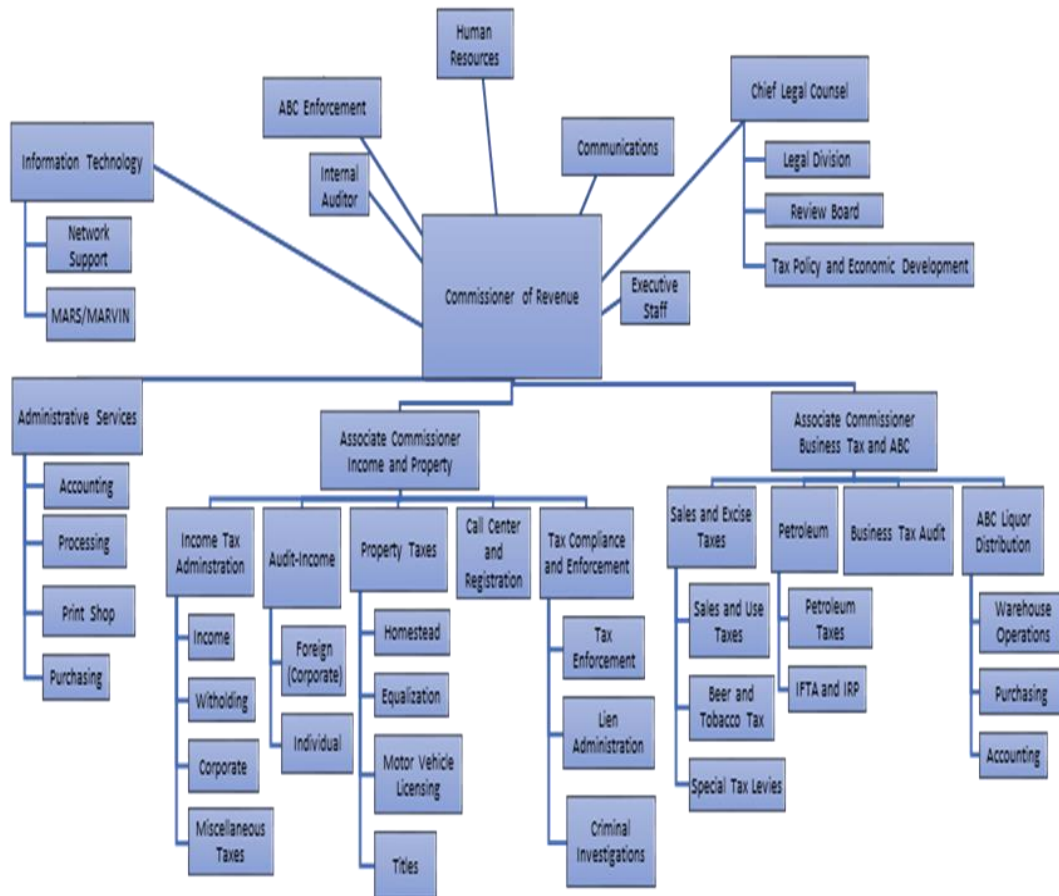 Human
Resources
ABC Enforcement
Chief Legal Counsel
Information Technology
Communications
Internal
Auditor
Legal Division
Review Board
Tax Policy and Economic Development
Network
Support
MARS/MARVIN
Commissioner of Revenue
Executive
Staff
Administrative Services
Accounting
Processing
Print Shop
Purchasing
Associate Commissioner
Income and Property
Income Tax
Adminstration
Income
Witholding
Corporate
Miscellaneous
Taxes
Audit-Income
Foreign
(Corporate)
Individual
Property Taxes
Homestead
Equalization
Motor Vehicle
Licensing
Titles
Call Center
and
Registration
Tax Compliance
and Enforcement
Tax
Enforcement
Lien
Administration
Criminal
Investigations
Associate Commissioner
Business Tax and ABC
Sales and Excise
Taxes
Sales and Use
Taxes
Beer and
Tobacco Tax
Special Tax Levies
Petroleum
Petroleum
Taxes
IFTA and IRP
Business Tax Audit
ABC Liquor
Distribution
Warehouse
Operations
Purchasing
Accounting